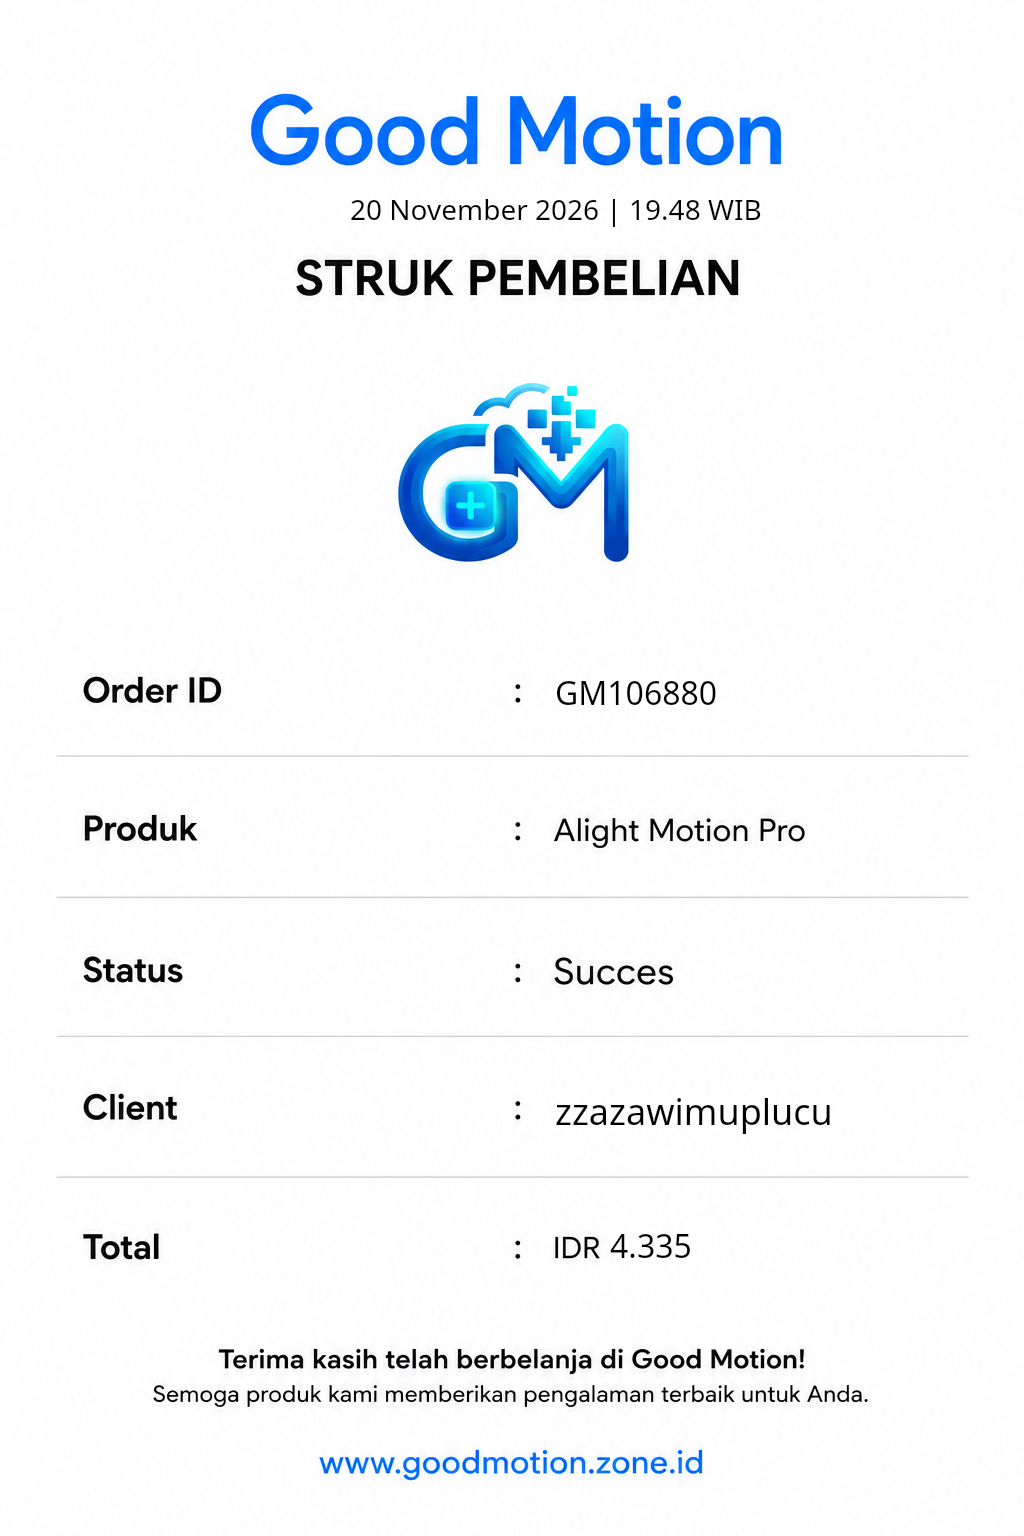 Good Motion
20 November 2026 | 19.48 WIB
STRUK PEMBELIAN
GM
Order ID : GM106880
Produk : Alight Motion Pro
Status : Succes
Client : zzazawimuplucu
Total : IDR 4.335
Terima kasih telah berbelanja di Good Motion!
Semoga produk kami memberikan pengalaman terbaik untuk Anda.
www.goodmotion.zone.id